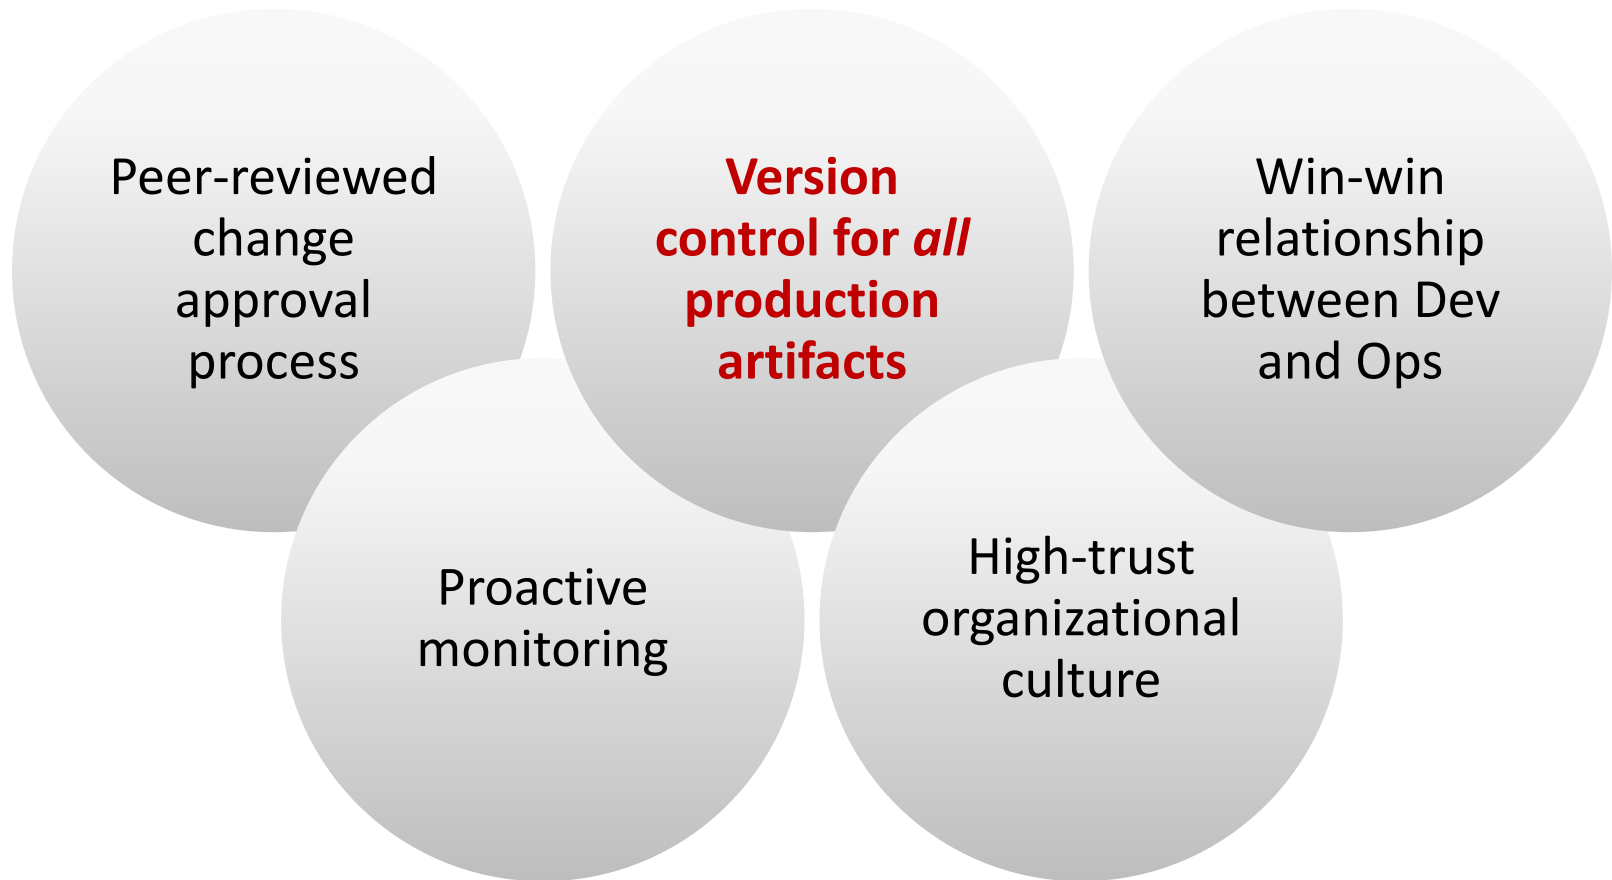 Peer-reviewed
change
approval
process
Version
control for all
production
artifacts
Win-win
relationship
between Dev
and Ops
Proactive
monitoring
High-trust
organizational
culture